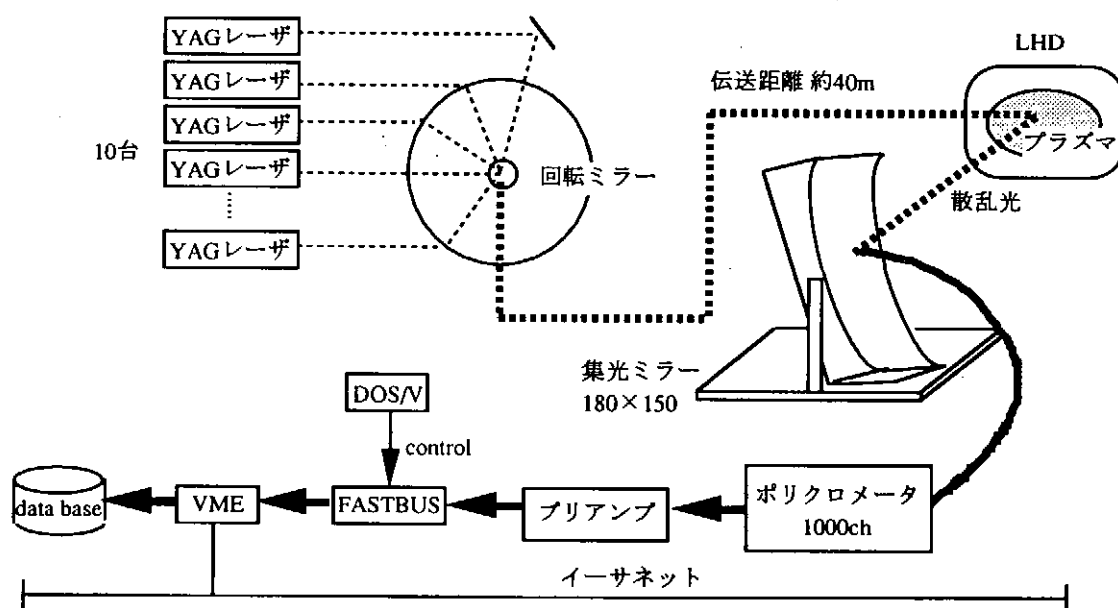 YAGレーザ
YAGレーザ
YAGレーザ
YAGレーザ
YAGレーザ
10台
回転ミラー
伝送距離 約40m
LHD
プラズマ
散乱光
集光ミラー
180×150
DOS/V
control
data base
VME
FASTBUS
プリアンプ
ポリクロメータ
1000ch
イーサネット